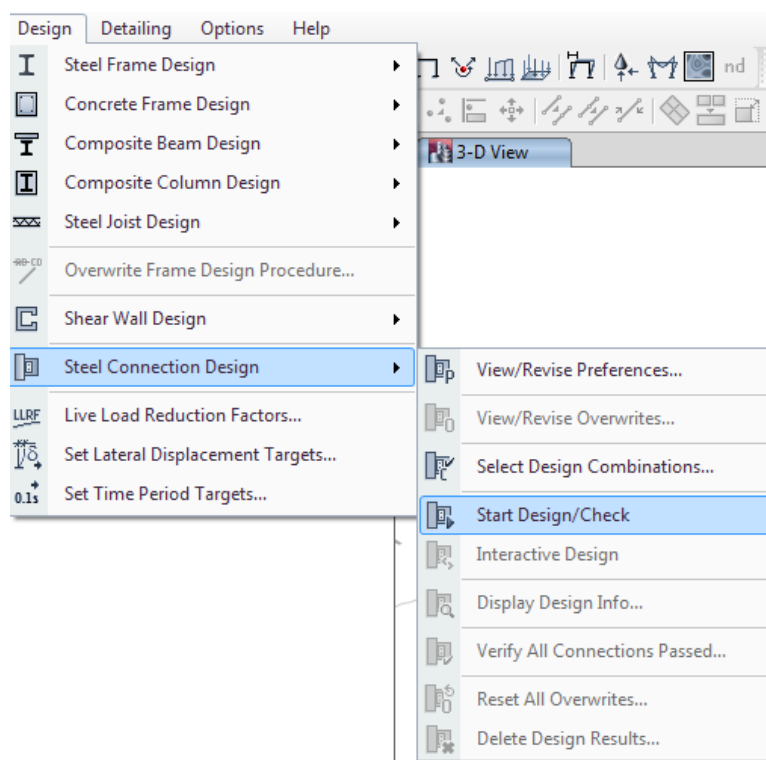 Design Detailing Options Help
Steel Frame Design
Concrete Frame Design
Composite Beam Design
Composite Column Design
Steel Joist Design
Overwrite Frame Design Procedure...
Shear Wall Design
Steel Connection Design
LLRF Live Load Reduction Factors...
Set Lateral Displacement Targets...
0.1s Set Time Period Targets...
nd
3-D View
View/Revise Preferences...
View/Revise Overwrites...
Select Design Combinations...
Start Design/Check
Interactive Design
Display Design Info...
Verify All Connections Passed...
Reset All Overwrites...
Delete Design Results...